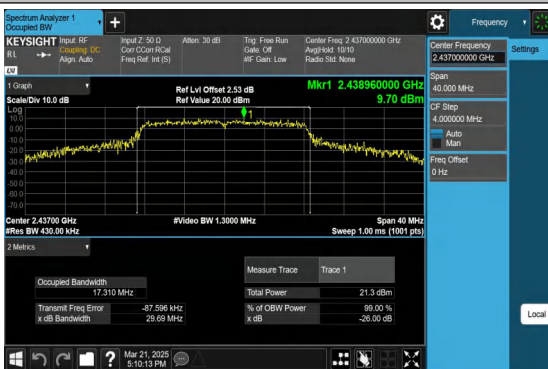 Spectrum Analyzer 1
Occupied BW
Frequency
KEYSIGHT
RL
Input: RF
Coupling: DC
Align: Auto
Input Z: 50 Ω
Corr CCorr RCal
Freq Ref: Int (S)
Atten: 30 dB
Trig: Free Run
Gate: Off
#IF Gain: Low
Center Freq: 2.437000000 GHz
Avg|Hold: 10/10
Radio Std: None
Center Frequency
2.437000000 GHz
Settings
Span
40.000 MHz
CF Step
4.000000 MHz
Auto
Man
Freq Offset
0 Hz
1 Graph
Scale/Div 10.0 dB
Ref Lvl Offset 2.53 dB
Ref Value 20.00 dBm
Mkr1 2.438960000 GHz
9.70 dBm
Log
10.0
0.00
-10.0
-20.0
-30.0
-40.0
-50.0
-60.0
-70.0
1
Center 2.43700 GHz
#Res BW 430.00 kHz
#Video BW 1.3000 MHz
Span 40 MHz
Sweep 1.00 ms (1001 pts)
2 Metrics
Measure Trace
Trace 1
Occupied Bandwidth
17.310 MHz
Total Power
21.3 dBm
Transmit Freq Error
-87.596 kHz
% of OBW Power
99.00 %
x dB Bandwidth
29.69 MHz
x dB
-26.00 dB
Local
?
Mar 21, 2025
5:10:13 PM